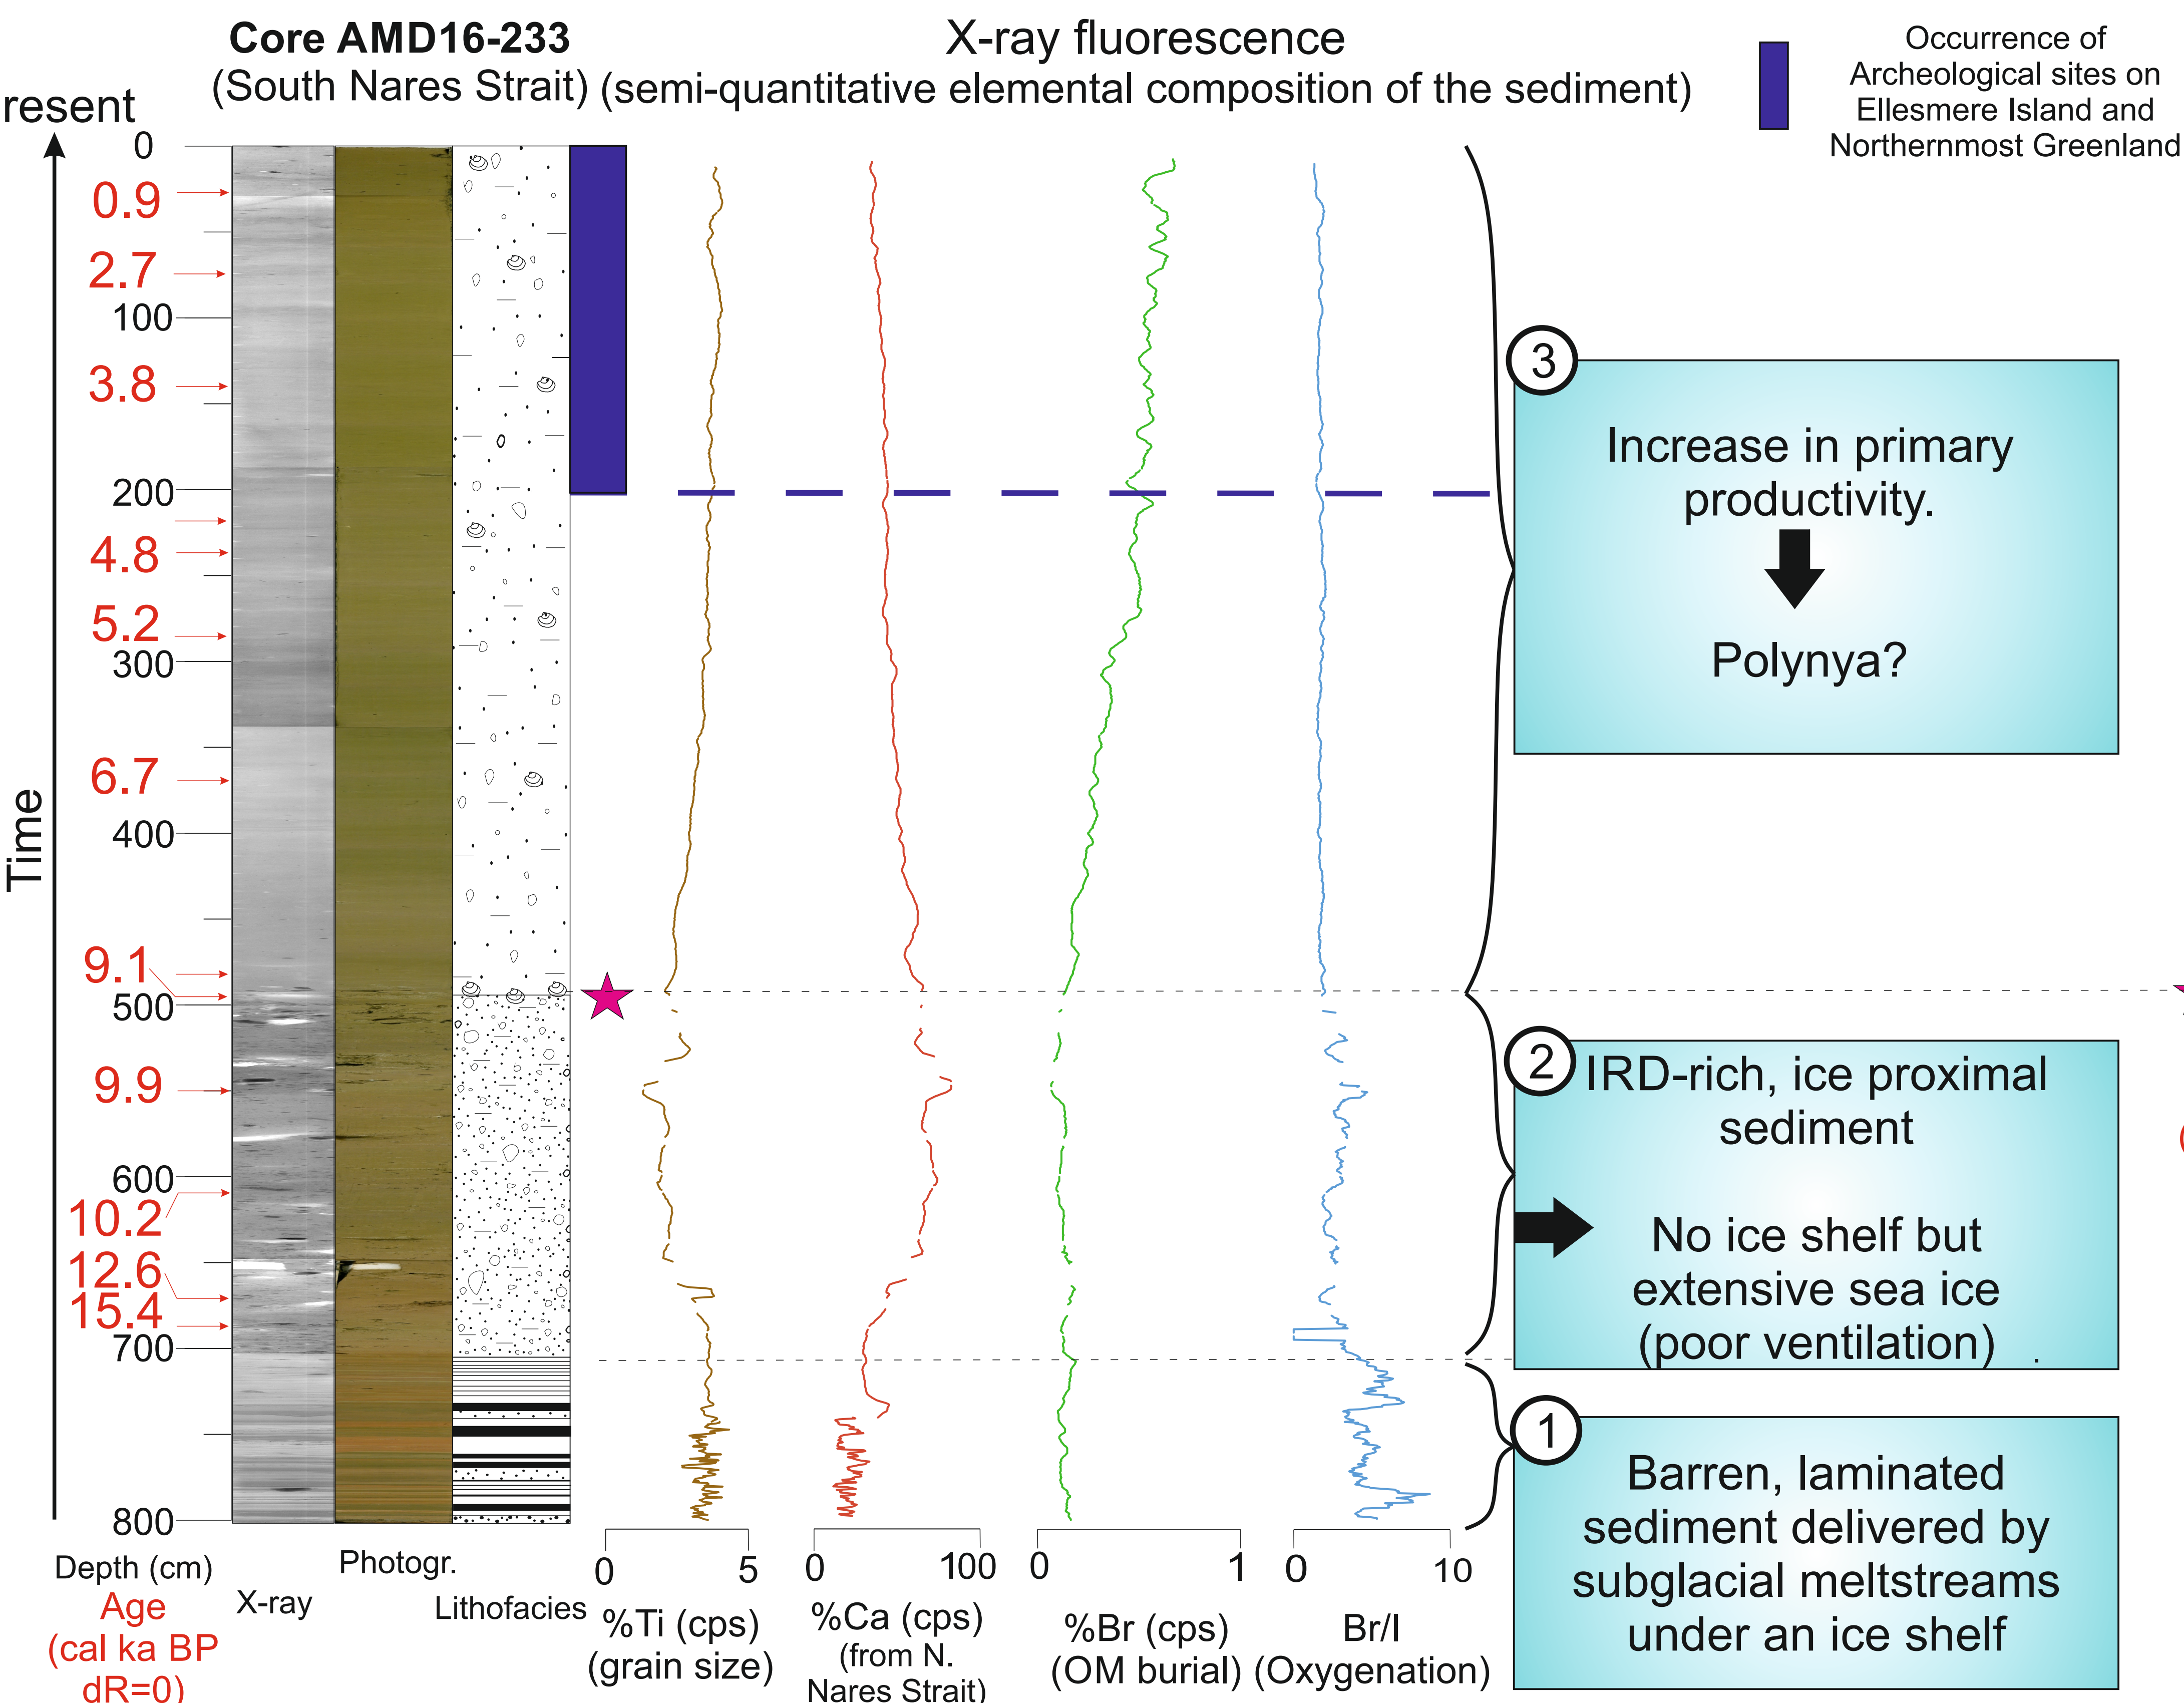 Core AMD16-233
(South Nares Strait)
X-ray fluorescence
(semi-quantitative elemental composition of the sediment)
Occurrence of
Archeological sites on
Ellesmere Island and
Northernmost Greenland
resent
Time
0
100
200
300
400
500
600
700
800
0.9
2.7
3.8
4.8
5.2
6.7
9.1
9.9
10.2
12.6
15.4
Depth (cm)
Age
(cal ka BP
dR=0)
X-ray
Photogr.
Lithofacies
0 5
%Ti (cps)
(grain size)
0 100
%Ca (cps)
(from N.
Nares Strait)
0 1
%Br (cps)
(OM burial)
0 10
Br/I
(Oxygenation)
3
Increase in primary
productivity.
Polynya?
2
IRD-rich, ice proximal
sediment
No ice shelf but
extensive sea ice
(poor ventilation) .
1
Barren, laminated
sediment delivered by
subglacial meltstreams
under an ice shelf